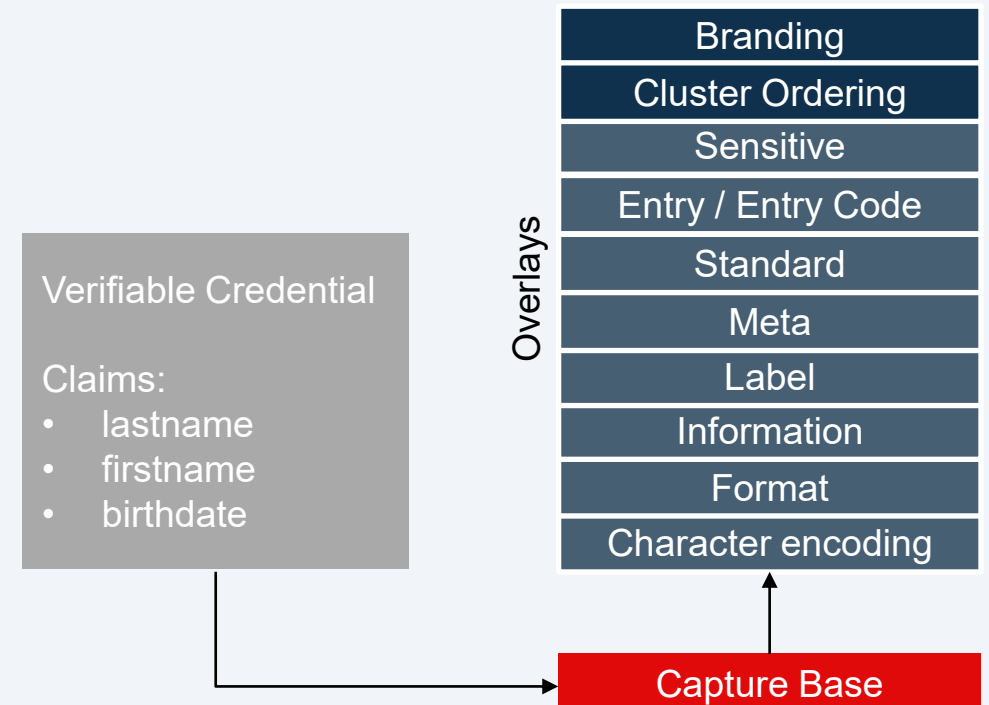 Verifiable Credential
Claims:
• lastname
• firstname
• birthdate
Overlays
Branding
Cluster Ordering
Sensitive
Entry / Entry Code
Standard
Meta
Label
Information
Format
Character encoding
Capture Base